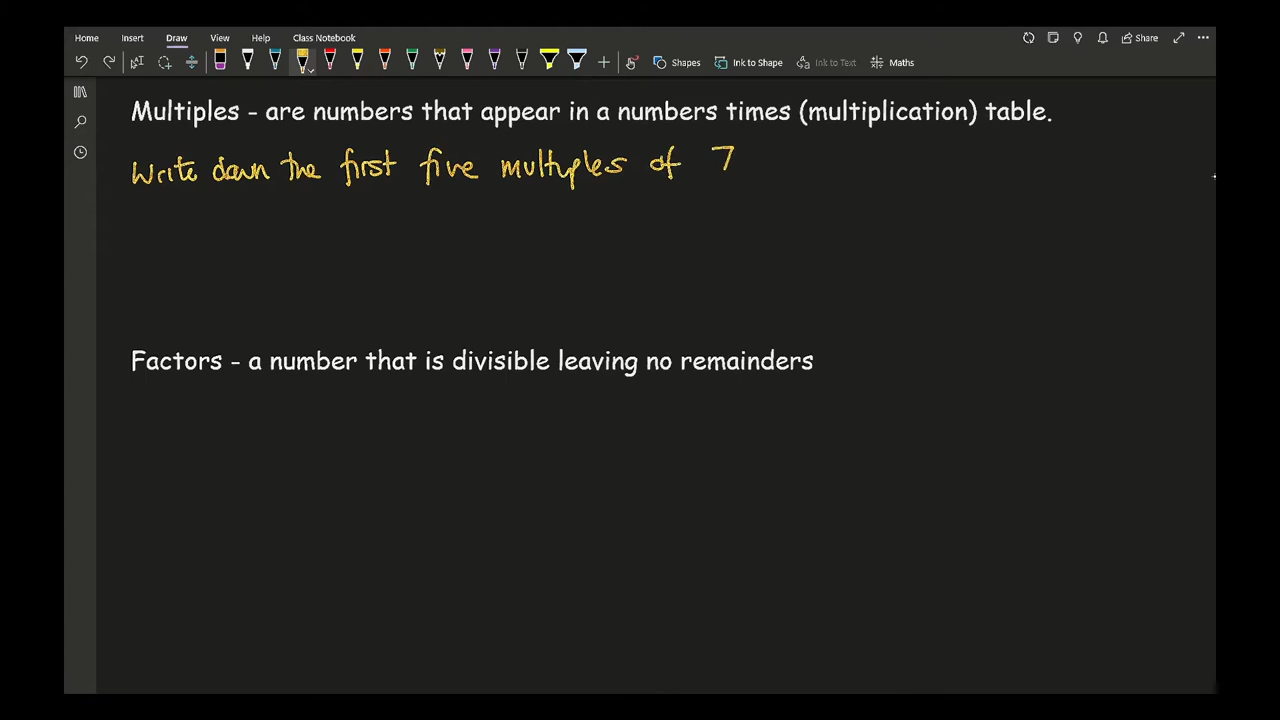 Home Insert Draw View Help Class Notebook
Share
Shapes Ink to Shape Ink to Text Maths
Multiples - are numbers that appear in a numbers times (multiplication) table.
Write down the first five multiples of 7
Factors - a number that is divisible leaving no remainders